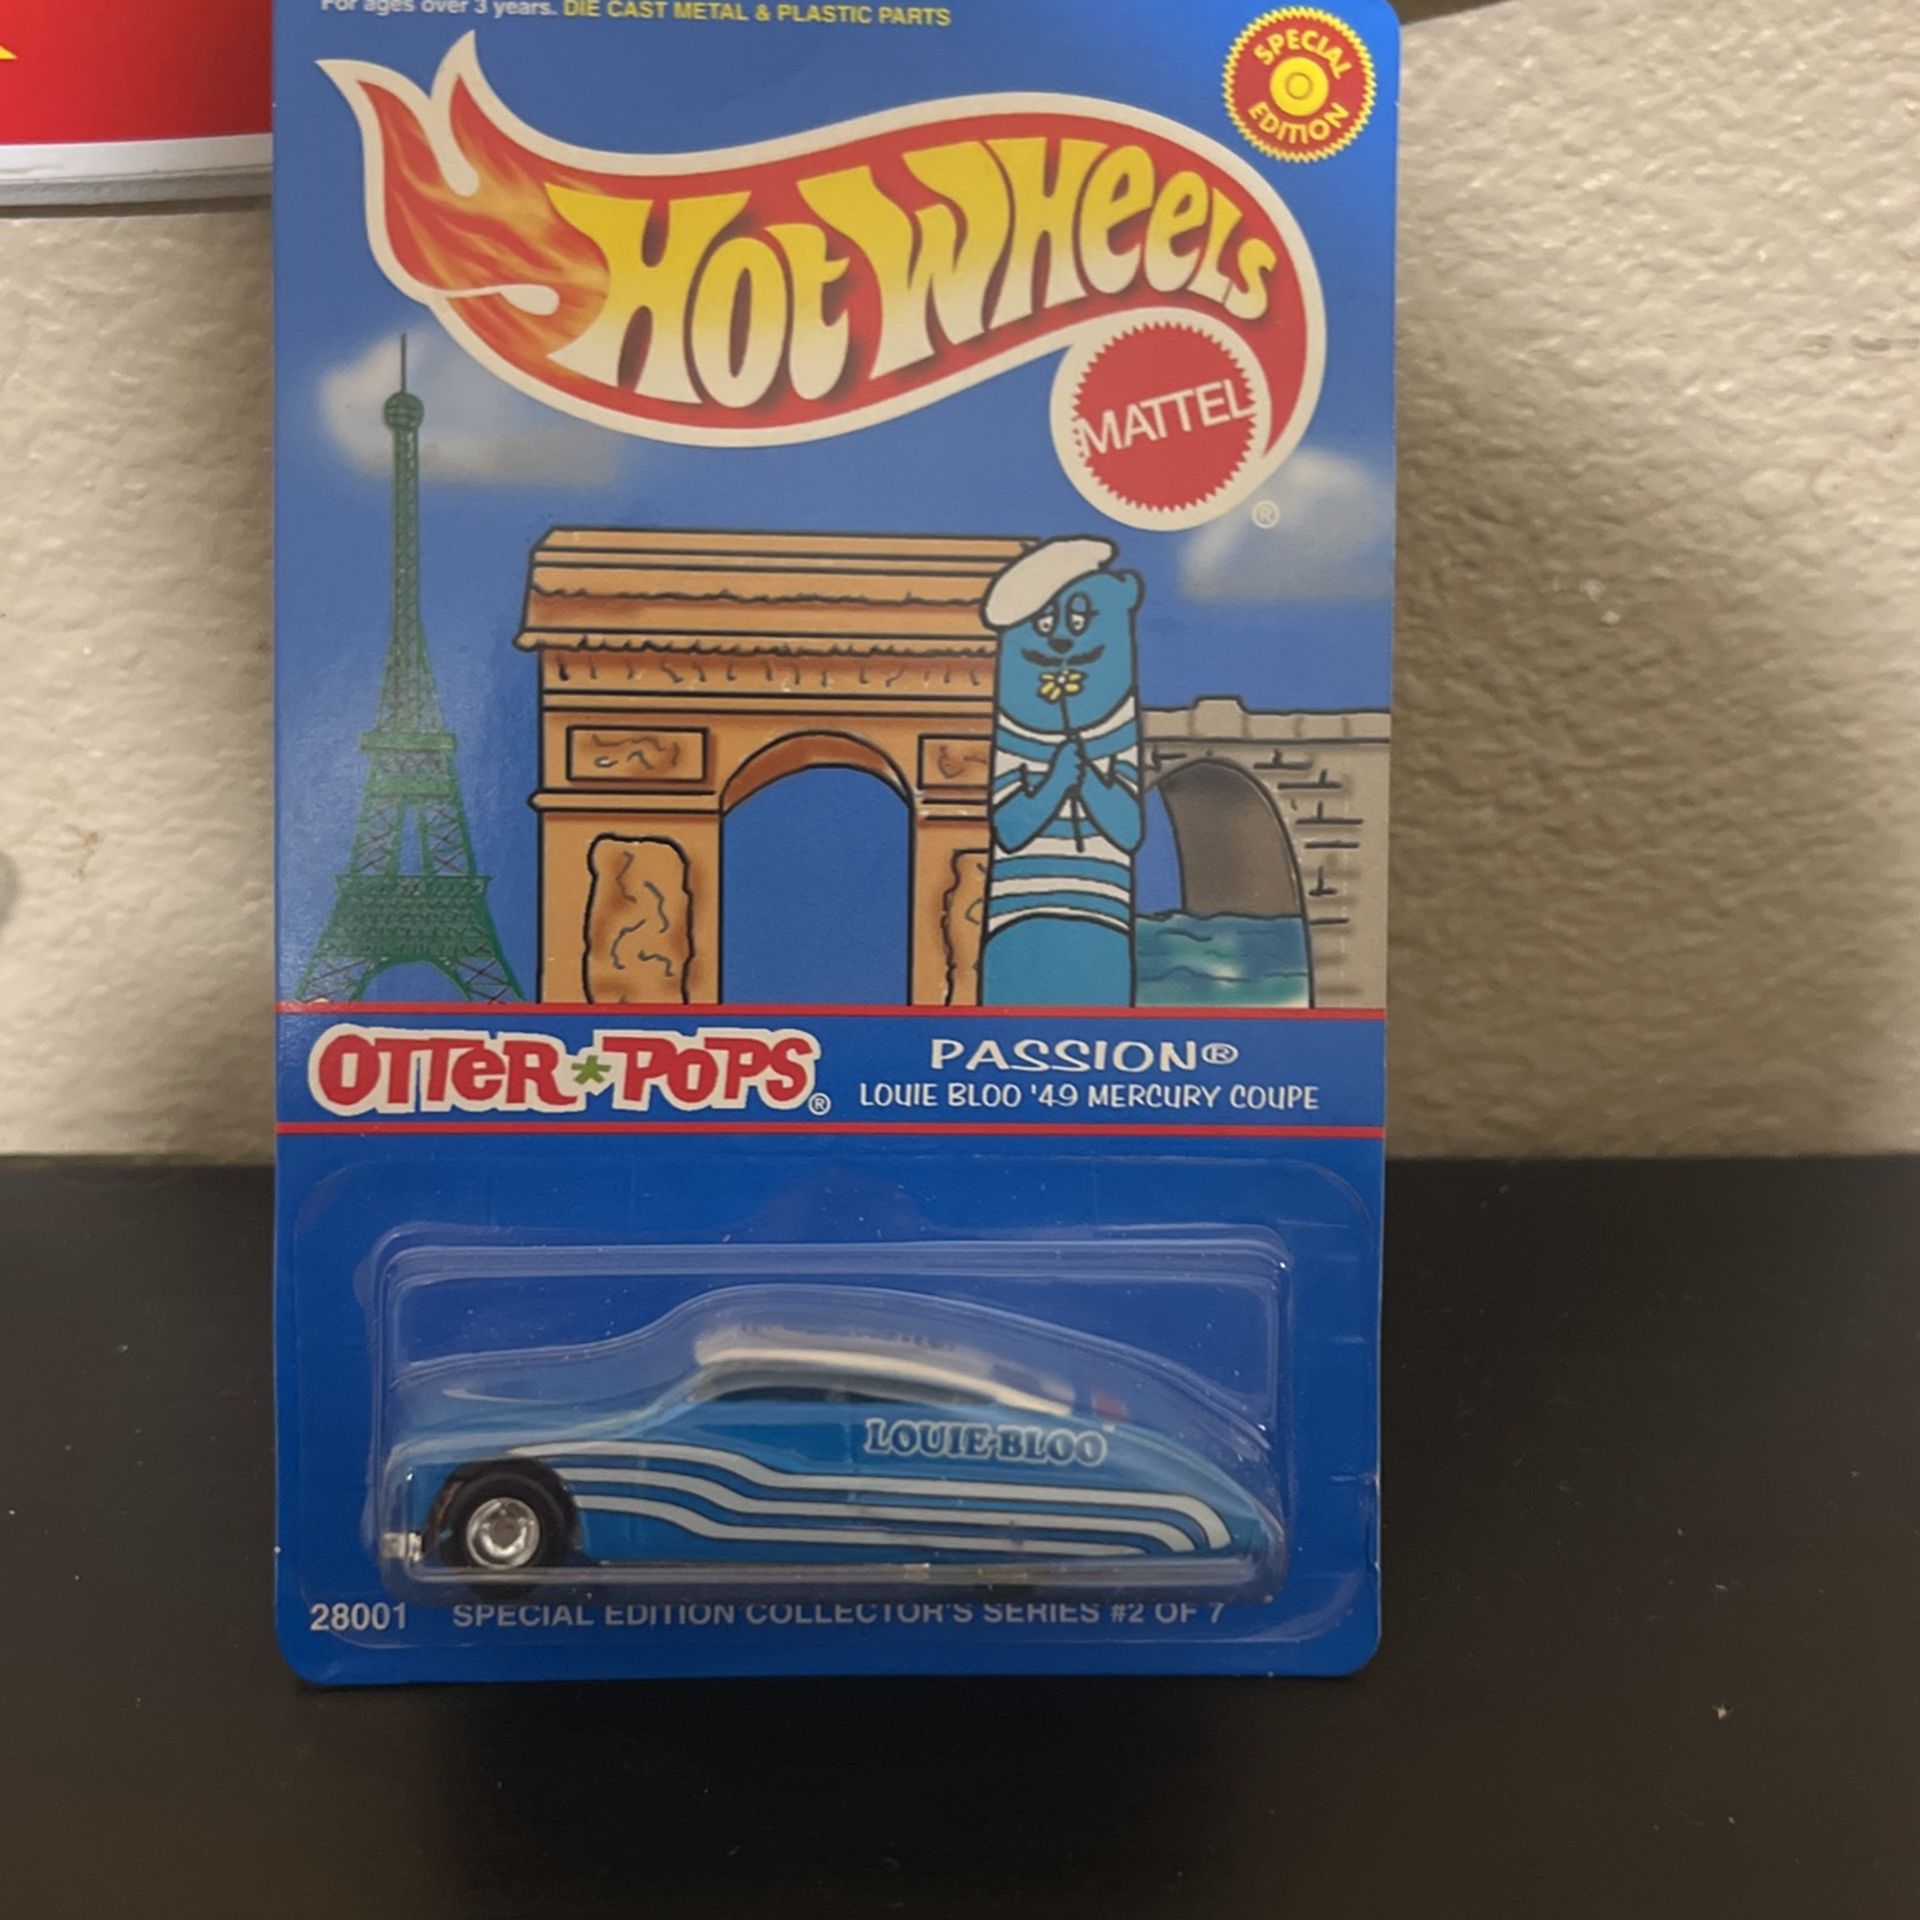 For ages over 3 years. DIE CAST METAL & PLASTIC PARTS
SPECIAL
EDITION
HOT WHEELS
MATTEL
®
OTTER*POPS®
PASSION®
LOUIE BLOO '49 MERCURY COUPE
LOUIE-BLOO™
28001 SPECIAL EDITION COLLECTOR'S SERIES #2 OF 7